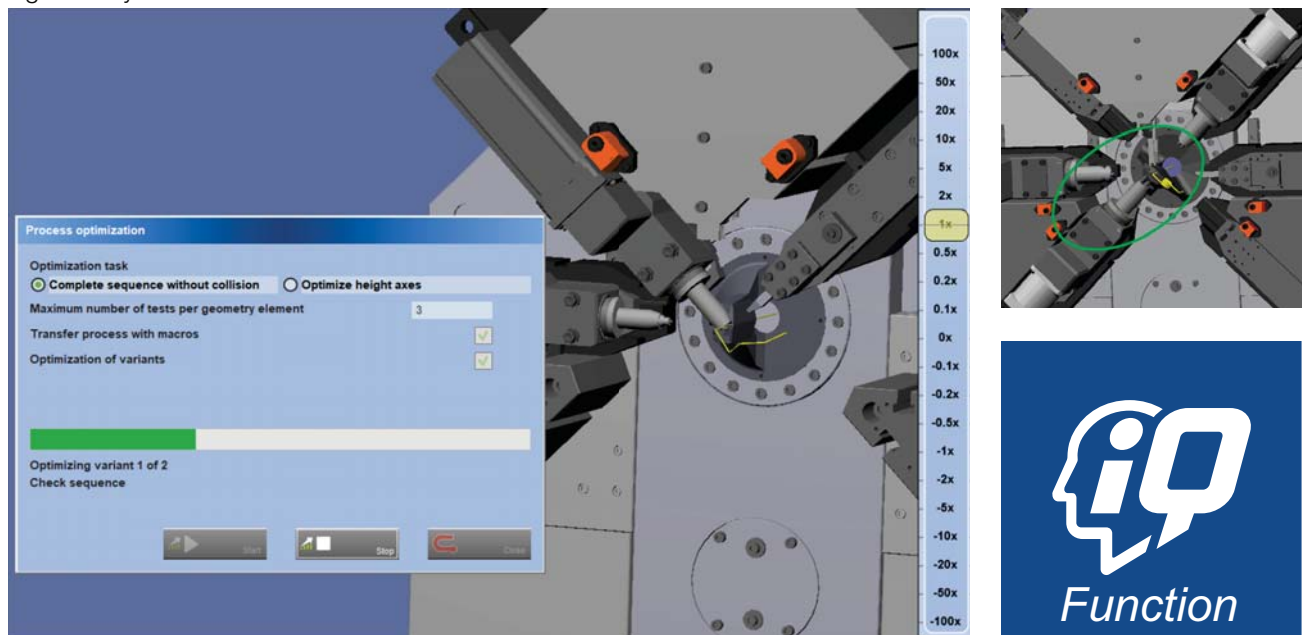 Process optimization
Optimization task
Complete sequence without collision Optimize height axes
Maximum number of tests per geometry element 3
Transfer process with macros
Optimization of variants
Optimizing variant 1 of 2
Check sequence
Start Stop Close
100x
50x
20x
10x
5x
2x
1x
0.5x
0.2x
0.1x
0x
-0.1x
-0.2x
-0.5x
-1x
-2x
-5x
-10x
-20x
-50x
-100x
iQ
Function